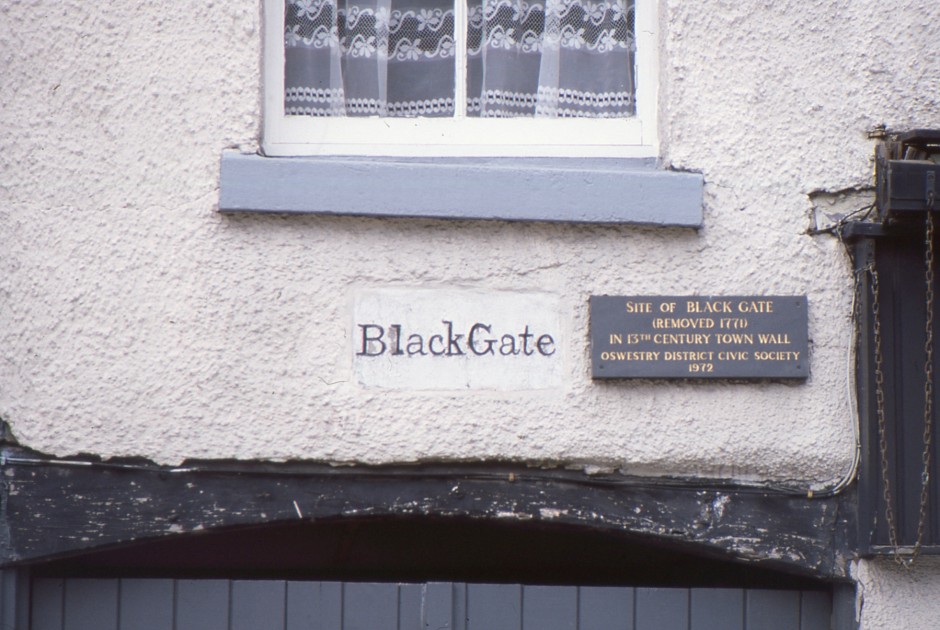 BlackGate
SITE OF BLACK GATE
(REMOVED 1771)
IN 13TH CENTURY TOWN WALL
OSWESTRY DISTRICT CIVIC SOCIETY
1972